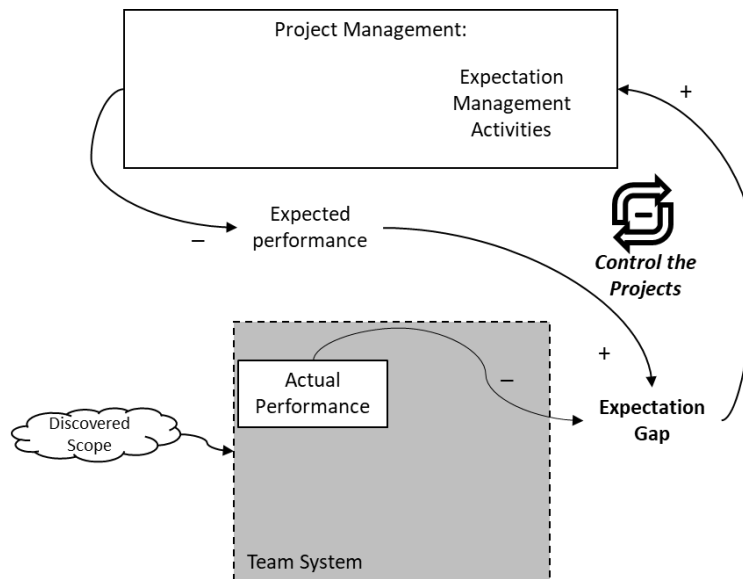 Project Management:
Expectation
Management
Activities
+
–
Expected
performance
–
Control the
Projects
+
Actual
Performance
–
Expectation
Gap
Discovered
Scope
Team System